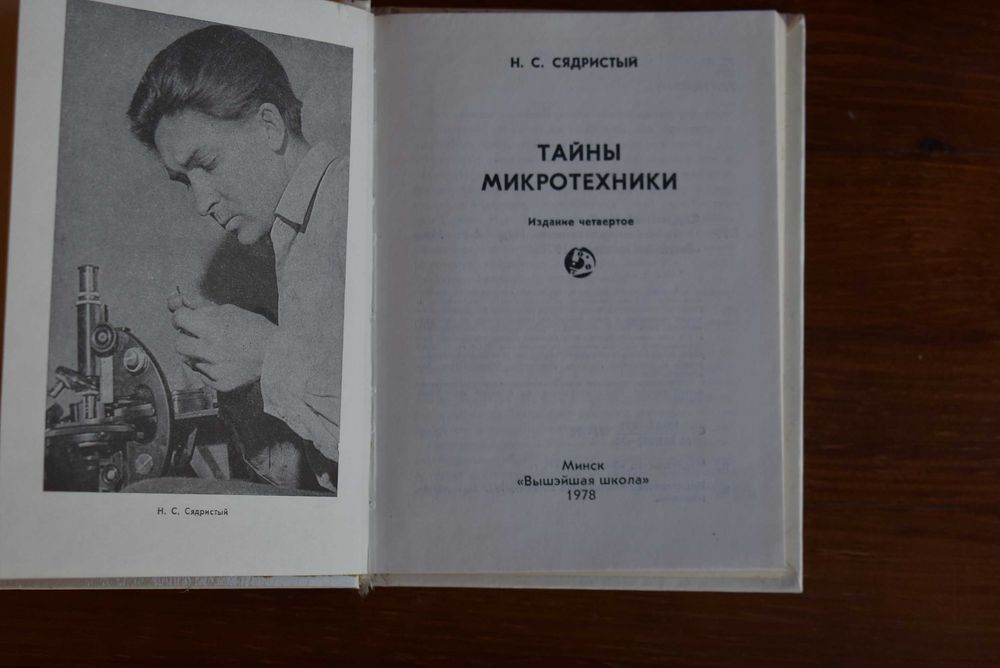 Н. С. Сядристый
Н. С. СЯДРИСТЫЙ
ТАЙНЫ
МИКРОТЕХНИКИ
Издание четвертое
Минск
«Вышэйшая школа»
1978